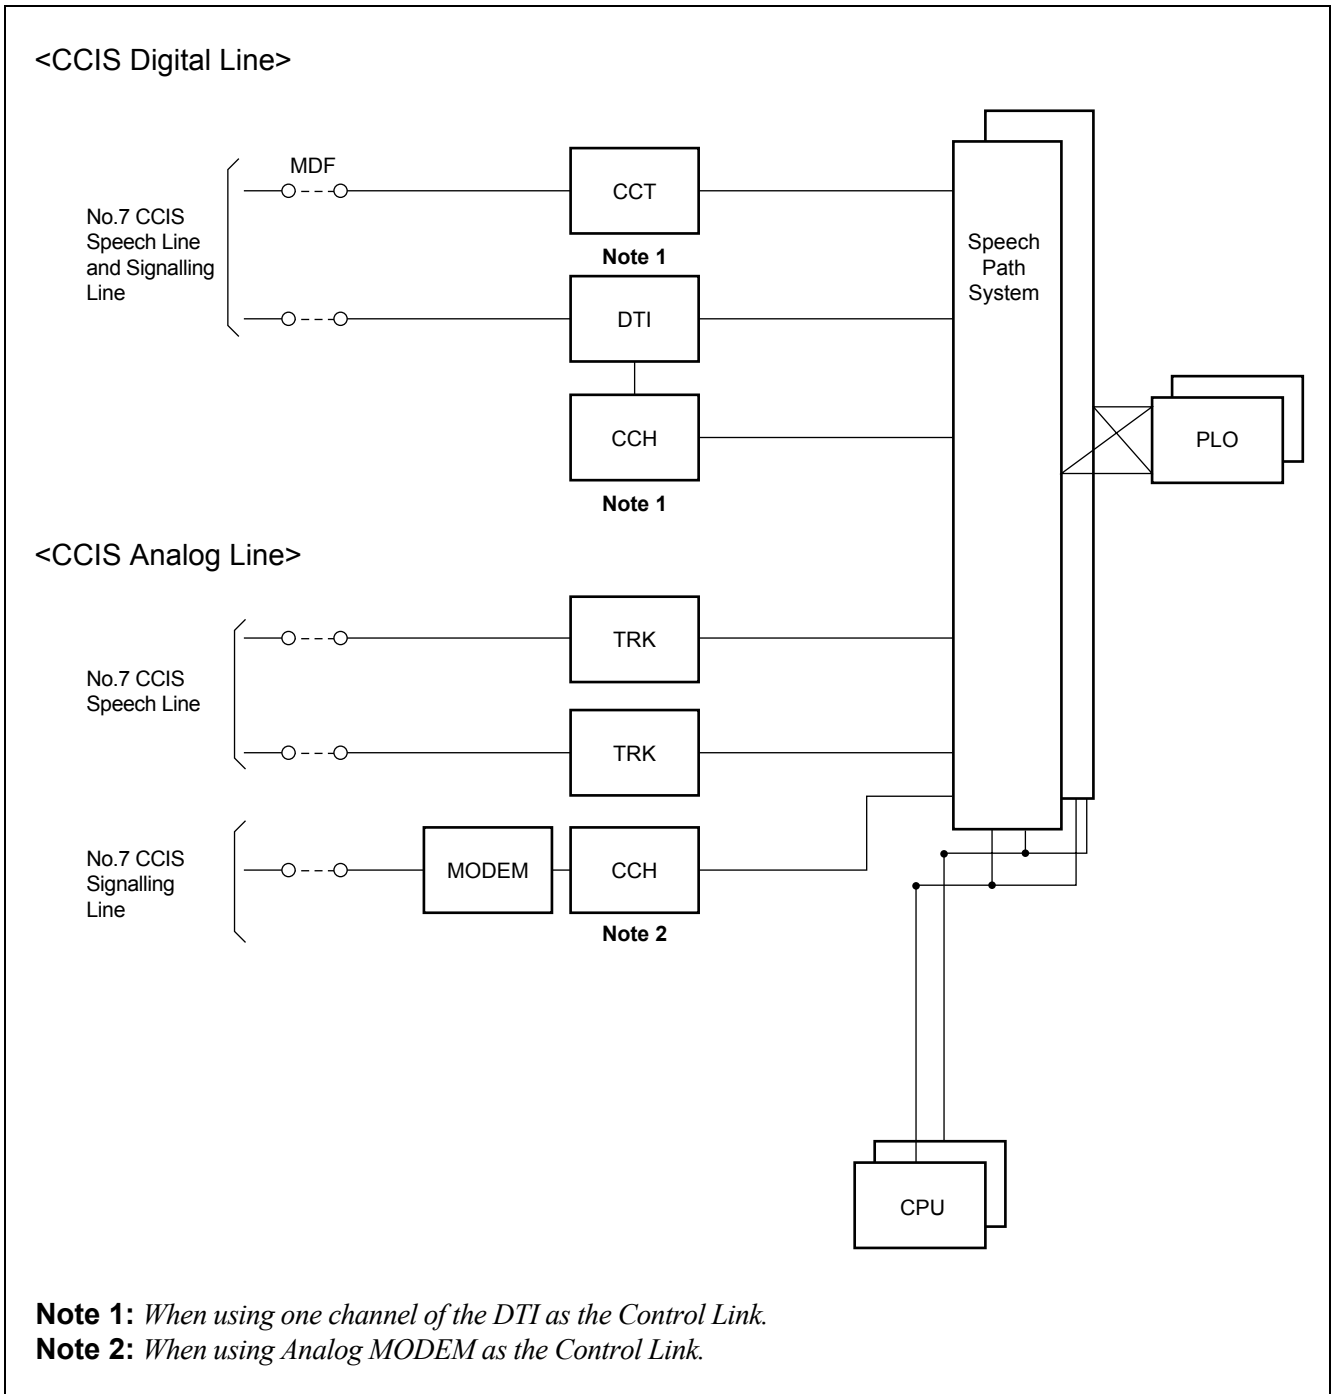 <CCIS Digital Line>
MDF
No.7 CCIS
Speech Line
and Signalling
Line
CCT
Note 1
DTI
CCH
Note 1
Speech
Path
System
PLO
<CCIS Analog Line>
No.7 CCIS
Speech Line
TRK
TRK
No.7 CCIS
Signalling
Line
MODEM
CCH
Note 2
CPU
Note 1: When using one channel of the DTI as the Control Link.
Note 2: When using Analog MODEM as the Control Link.